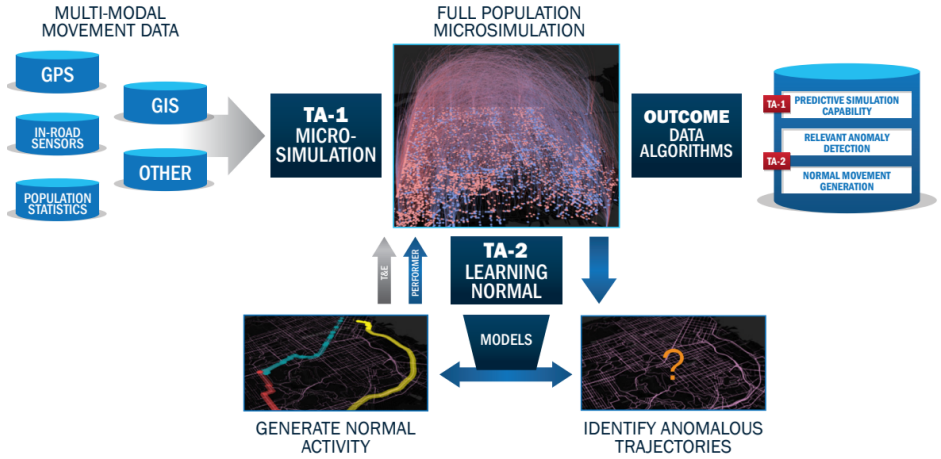 MULTI-MODAL
MOVEMENT DATA
GPS
GIS
IN-ROAD
SENSORS
OTHER
POPULATION
STATISTICS
TA-1
MICRO-
SIMULATION
FULL POPULATION
MICROSIMULATION
OUTCOME
DATA
ALGORITHMS
TA-1
PREDICTIVE SIMULATION
CAPABILITY
RELEVANT ANOMALY
DETECTION
TA-2
NORMAL MOVEMENT
GENERATION
T&E
PERFORMER
TA-2
LEARNING
NORMAL
MODELS
?
GENERATE NORMAL
ACTIVITY
IDENTIFY ANOMALOUS
TRAJECTORIES